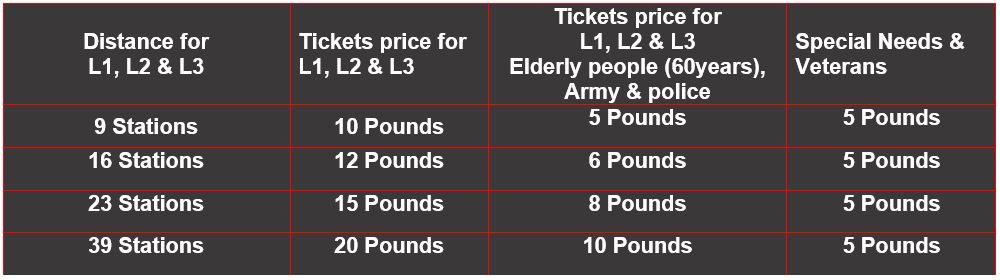 Distance for
L1, L2 & L3
Tickets price for
L1, L2 & L3
Tickets price for
L1, L2 & L3
Elderly people (60years),
Army & police
Special Needs &
Veterans
9 Stations
10 Pounds
5 Pounds
5 Pounds
16 Stations
12 Pounds
6 Pounds
5 Pounds
23 Stations
15 Pounds
8 Pounds
5 Pounds
39 Stations
20 Pounds
10 Pounds
5 Pounds